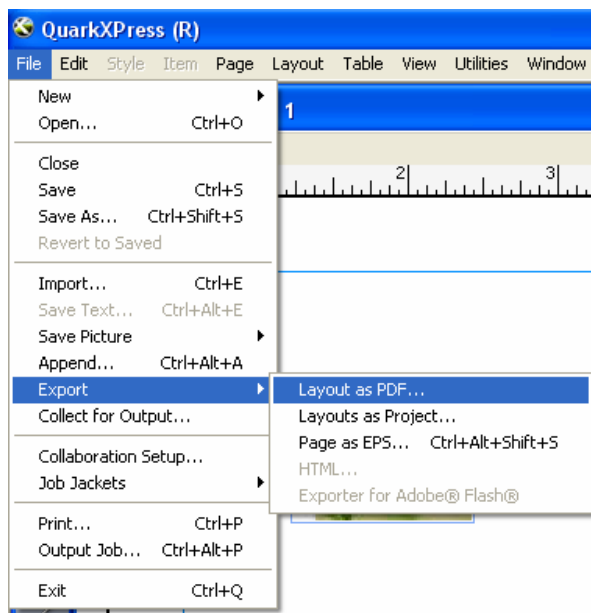 QuarkXPress (R)
File Edit Style Item Page Layout Table View Utilities Window
1
New
Open... Ctrl+O
2 3
Close
Save Ctrl+S
Save As... Ctrl+Shift+S
Revert to Saved
Import... Ctrl+E
Save Text... Ctrl+Alt+E
Save Picture
Append... Ctrl+Alt+A
Export
Layout as PDF...
Collect for Output...
Layouts as Project...
Page as EPS... Ctrl+Alt+Shift+S
HTML...
Exporter for Adobe® Flash®
Collaboration Setup...
Job Jackets
Print... Ctrl+P
Output Job... Ctrl+Alt+P
Exit Ctrl+Q